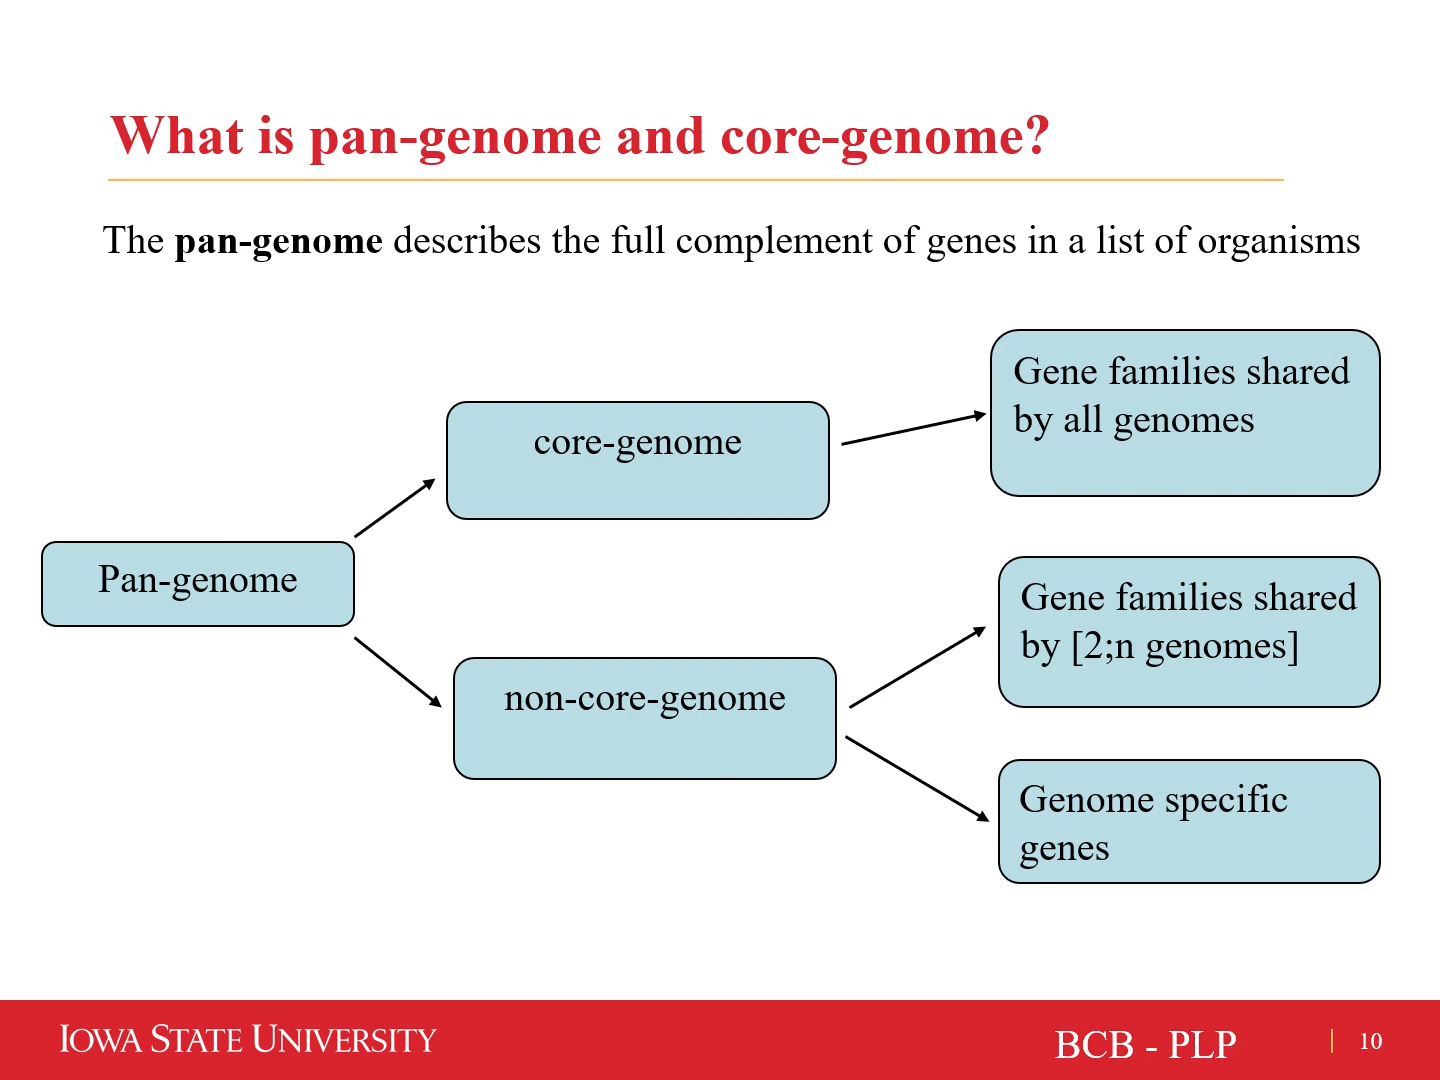 What is pan-genome and core-genome?
The pan-genome describes the full complement of genes in a list of organisms
Gene families shared
by all genomes
core-genome
Pan-genome
Gene families shared
by [2;n genomes]
non-core-genome
Genome specific
genes
IOWA STATE UNIVERSITY
BCB - PLP
10